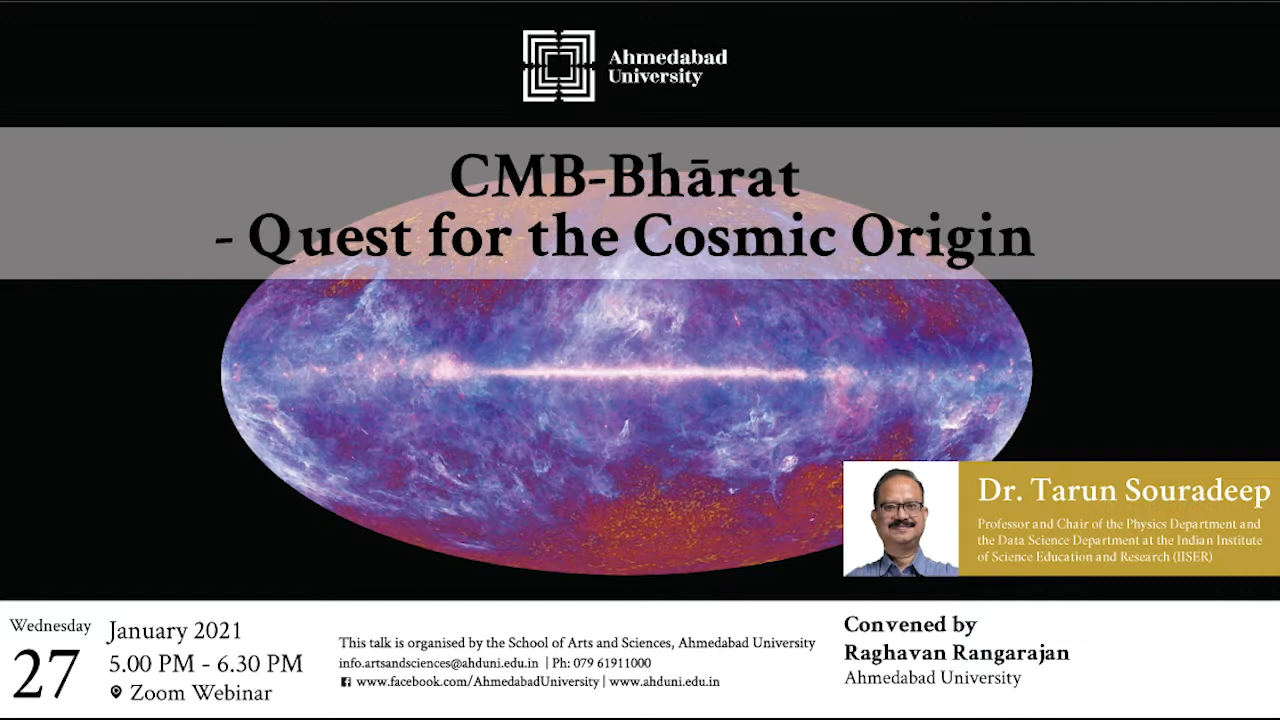 Ahmedabad
University
CMB-Bhārat
- Quest for the Cosmic Origin
Dr. Tarun Souradeep
Professor and Chair of the Physics Department and
the Data Science Department at the Indian Institute
of Science Education and Research (IISER)
Wednesday
27
January 2021
5.00 PM - 6.30 PM
Zoom Webinar
This talk is organised by the School of Arts and Sciences, Ahmedabad University
info.artsandsciences@ahduni.edu.in | Ph: 079 61911000
www.facebook.com/AhmedabadUniversity | www.ahduni.edu.in
Convened by
Raghavan Rangarajan
Ahmedabad University